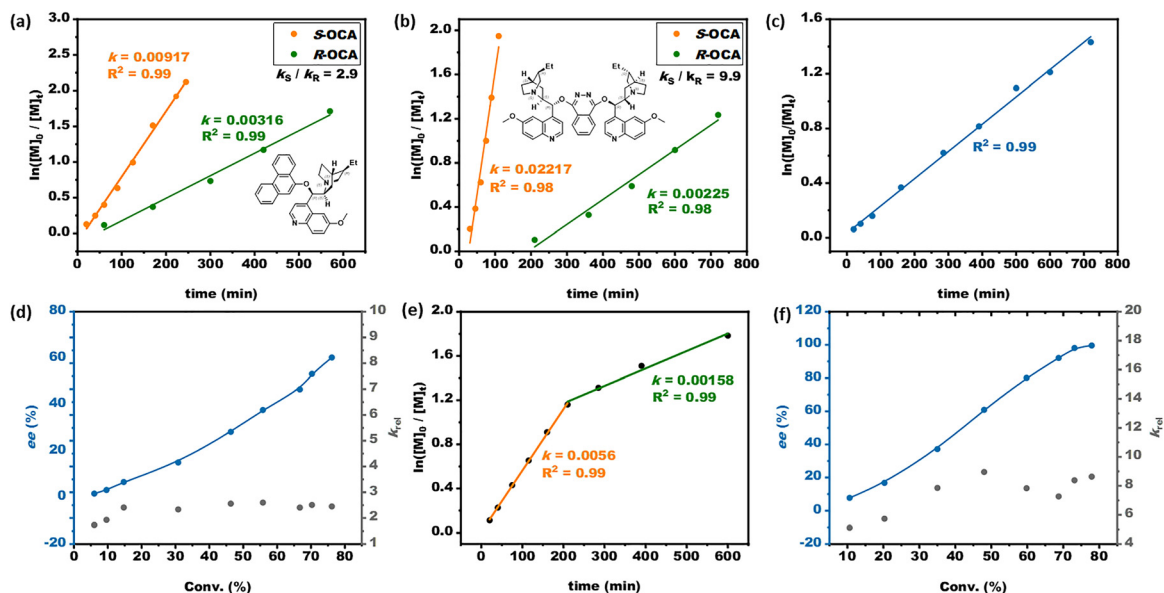 (a)
S-OCA
R-OCA
k = 0.00917
R² = 0.99
kS / kR = 2.9
k = 0.00316
R² = 0.99
Et
H
N
H
O
N
O
ln([M]0 / [M]t)
2.5
2.0
1.5
1.0
0.5
0.0
0 100 200 300 400 500 600
time (min)
(b)
S-OCA
R-OCA
kS / kR = 9.9
Et
Et
H
H
N
N
N N
H
H
O
O
O
O
N
N
k = 0.02217
R² = 0.98
k = 0.00225
R² = 0.98
ln([M]0 / [M]t)
2.0
1.6
1.2
0.8
0.4
0.0
0 100 200 300 400 500 600 700 800
time (min)
(c)
R² = 0.99
ln([M]0/[M]t)
1.6
1.2
0.8
0.4
0.0
0 100 200 300 400 500 600 700 800
time (min)
(d)
ee (%)
80
60
40
20
0
-20
krel
10
9
8
7
6
5
4
3
2
1
10 20 30 40 50 60 70 80
Conv. (%)
(e)
k = 0.00158
R² = 0.99
k = 0.0056
R² = 0.99
ln([M]0 / [M]t)
2.0
1.6
1.2
0.8
0.4
0.0
0 100 200 300 400 500 600
time (min)
(f)
ee (%)
120
100
80
60
40
20
0
-20
krel
20
18
16
14
12
10
8
6
4
10 20 30 40 50 60 70 80
Conv. (%)